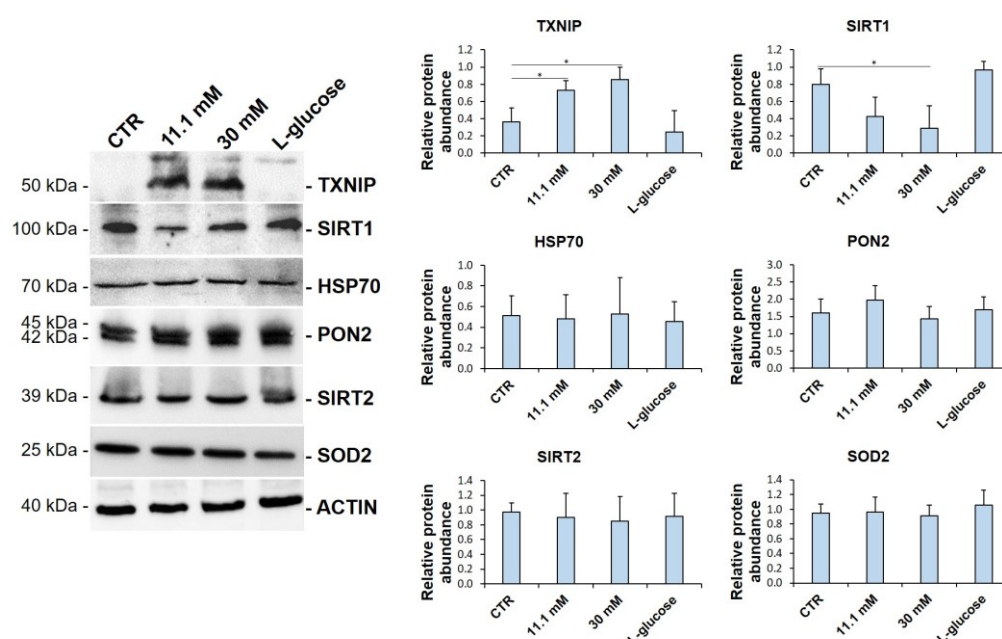 CTR
11.1 mM
30 mM
L-glucose
50 kDa - - TXNIP
100 kDa - - SIRT1
70 kDa - - HSP70
45 kDa -
42 kDa - - PON2
39 kDa - - SIRT2
25 kDa - - SOD2
40 kDa - - ACTIN
TXNIP
Relative protein
abundance
1.2
1.0
0.8
0.6
0.4
0.2
0.0
*
*
CTR
11.1 mM
30 mM
L-glucose
SIRT1
Relative protein
abundance
1.2
1.0
0.8
0.6
0.4
0.2
0.0
*
CTR
11.1 mM
30 mM
L-glucose
HSP70
Relative protein
abundance
1.0
0.8
0.6
0.4
0.2
0.0
CTR
11.1 mM
30 mM
L-glucose
PON2
Relative protein
abundance
3.0
2.5
2.0
1.5
1.0
0.5
0.0
CTR
11.1 mM
30 mM
L-glucose
SIRT2
Relative protein
abundance
1.4
1.2
1.0
0.8
0.6
0.4
0.2
0.0
CTR
11.1 mM
30 mM
L-glucose
SOD2
Relative protein
abundance
1.4
1.2
1.0
0.8
0.6
0.4
0.2
0.0
CTR
11.1 mM
30 mM
L-glucose